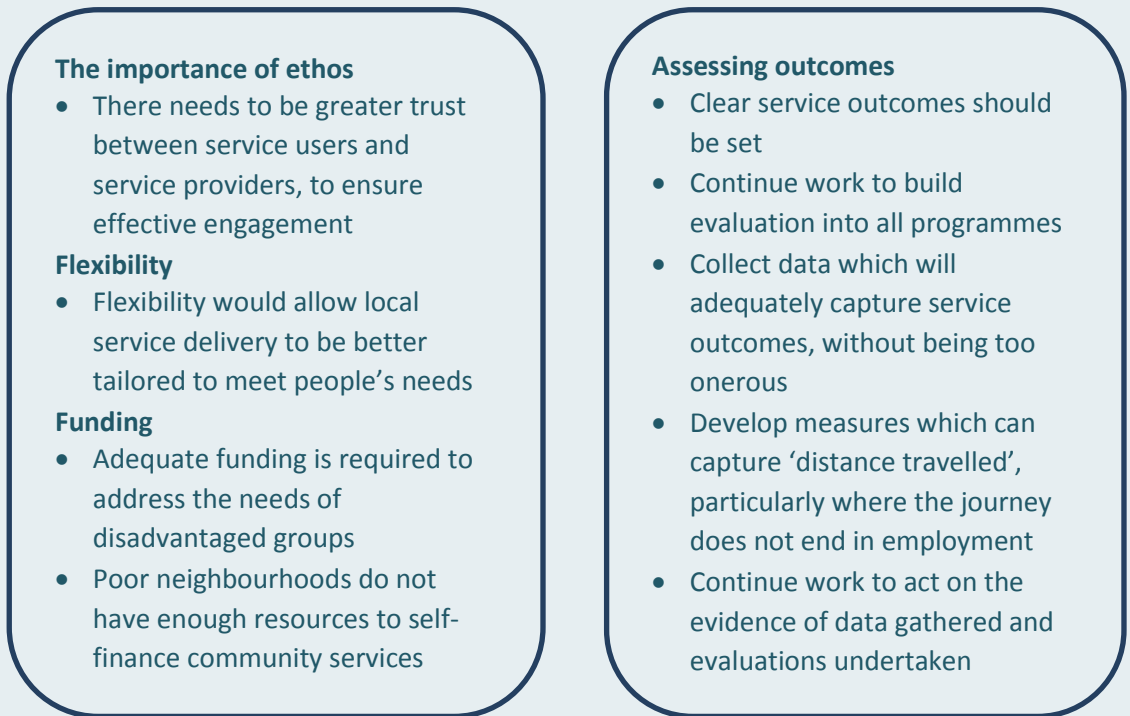 The importance of ethos
• There needs to be greater trust
between service users and
service providers, to ensure
effective engagement
Flexibility
• Flexibility would allow local
service delivery to be better
tailored to meet people’s needs
Funding
• Adequate funding is required to
address the needs of
disadvantaged groups
• Poor neighbourhoods do not
have enough resources to self-
finance community services
Assessing outcomes
• Clear service outcomes should
be set
• Continue work to build
evaluation into all programmes
• Collect data which will
adequately capture service
outcomes, without being too
onerous
• Develop measures which can
capture ‘distance travelled’,
particularly where the journey
does not end in employment
• Continue work to act on the
evidence of data gathered and
evaluations undertaken